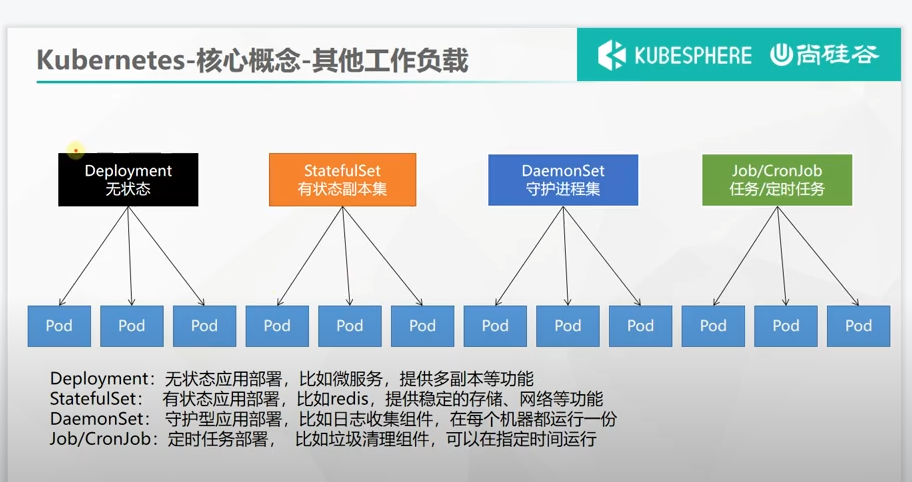 Kubernetes-核心概念-其他工作负载
KUBESPHERE
尚硅谷
Deployment
无状态
StatefulSet
有状态副本集
DaemonSet
守护进程集
Job/CronJob
任务/定时任务
Pod
Pod
Pod
Pod
Pod
Pod
Pod
Pod
Pod
Pod
Pod
Pod
Deployment：无状态应用部署，比如微服务，提供多副本等功能
StatefulSet： 有状态应用部署，比如redis，提供稳定的存储、网络等功能
DaemonSet： 守护型应用部署，比如日志收集组件，在每个机器都运行一份
Job/CronJob：定时任务部署， 比如垃圾清理组件，可以在指定时间运行